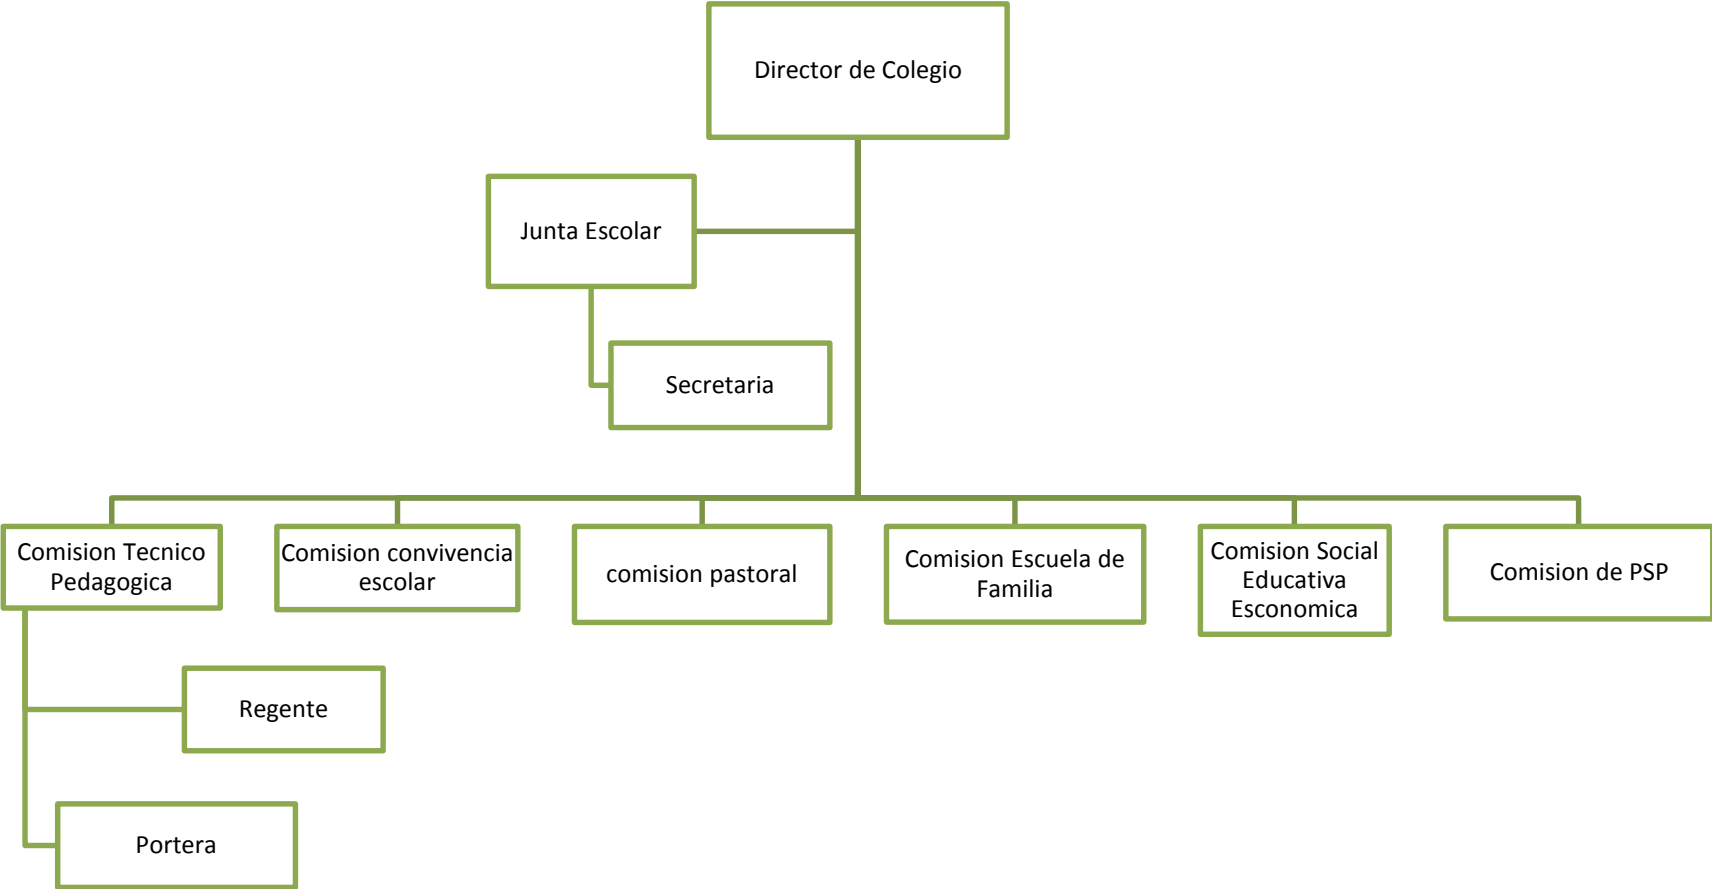 Director de Colegio
Junta Escolar
Secretaria
Comision Tecnico
Pedagogica
Comision convivencia
escolar
comision pastoral
Comision Escuela de
Familia
Comision Social
Educativa
Esconomica
Comision de PSP
Regente
Portera